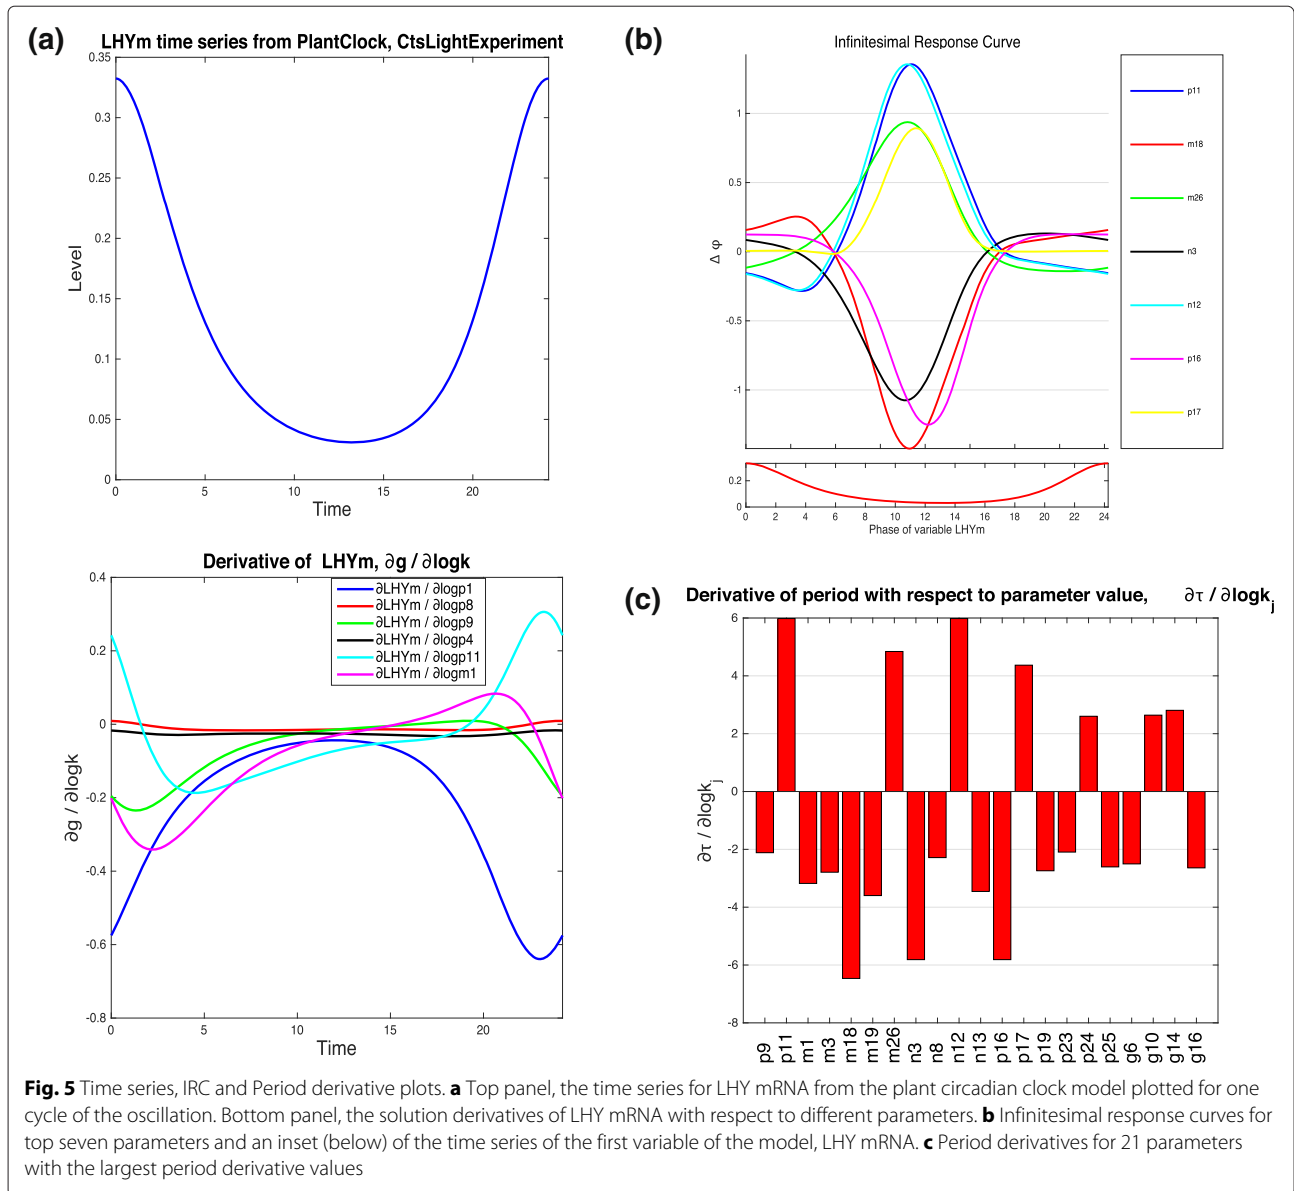 (a)
LHYm time series from PlantClock, CtsLightExperiment
0.35
0.3
0.25
0.2
0.15
0.1
0.05
0
Level
0 5 10 15 20
Time
Derivative of LHYm, ∂g / ∂logk
0.4
0.2
0
-0.2
-0.4
-0.6
-0.8
∂g / ∂logk
∂LHYm / ∂logp1
∂LHYm / ∂logp8
∂LHYm / ∂logp9
∂LHYm / ∂logp4
∂LHYm / ∂logp11
∂LHYm / ∂logm1
0 5 10 15 20
Time
(b)
Infinitesimal Response Curve
1
0.5
0
-0.5
-1
Δ φ
p11
m18
m26
n3
n12
p16
p17
0.2
0
0 2 4 6 8 10 12 14 16 18 20 22 24
Phase of variable LHYm
(c)
Derivative of period with respect to parameter value, ∂τ / ∂logkj
6
4
2
0
-2
-4
-6
-8
∂τ / ∂logkj
p9 p11 m1 m3 m18 m19 m26 n3 n8 n12 n13 p16 p17 p19 p23 p24 p25 g6 g10 g14 g16
Fig. 5 Time series, IRC and Period derivative plots. a Top panel, the time series for LHY mRNA from the plant circadian clock model plotted for one
cycle of the oscillation. Bottom panel, the solution derivatives of LHY mRNA with respect to different parameters. b Infinitesimal response curves for
top seven parameters and an inset (below) of the time series of the first variable of the model, LHY mRNA. c Period derivatives for 21 parameters
with the largest period derivative values